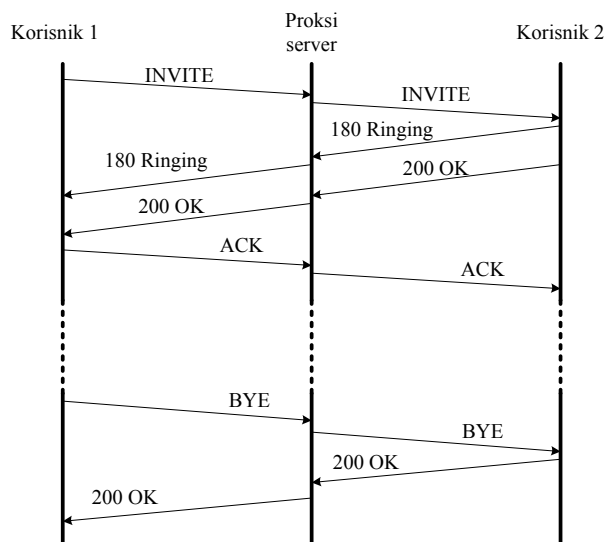 Korisnik 1
Proksi
server
Korisnik 2
INVITE
INVITE
180 Ringing
180 Ringing
200 OK
200 OK
ACK
ACK
BYE
BYE
200 OK
200 OK